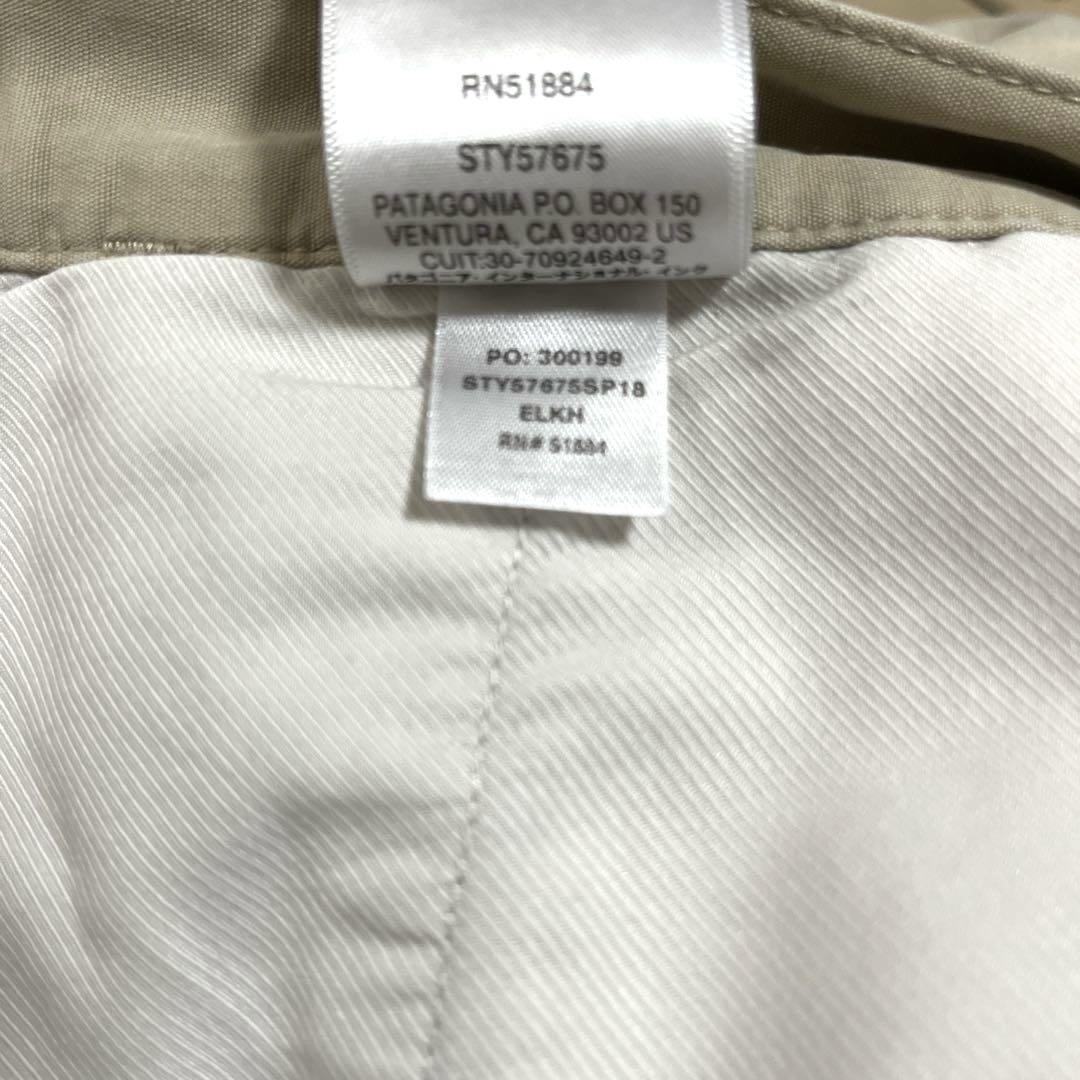 RN51884
STY57675
PATAGONIA P.O. BOX 150
VENTURA, CA 93002 US
CUIT:30-70924649-2
パタゴニア・インターナショナル・インク
PO: 300199
STY57675SP18
ELKH
RN# 51884